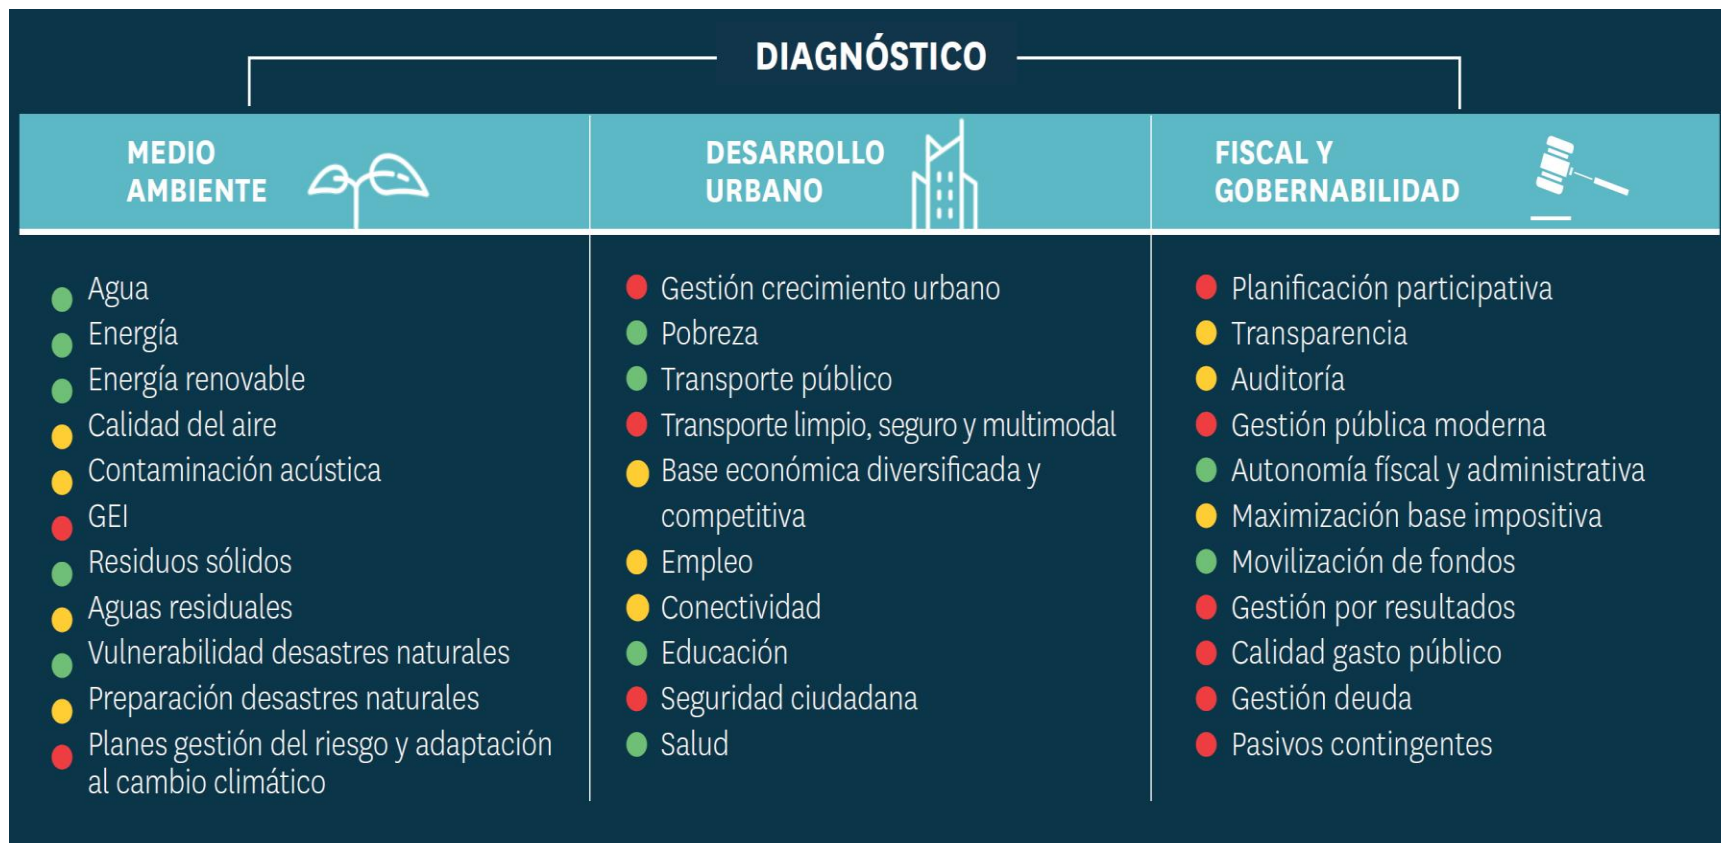 DIAGNÓSTICO
MEDIO
AMBIENTE
Agua
Energía
Energía renovable
Calidad del aire
Contaminación acústica
GEI
Residuos sólidos
Aguas residuales
Vulnerabilidad desastres naturales
Preparación desastres naturales
Planes gestión del riesgo y adaptación
al cambio climático
DESARROLLO
URBANO
Gestión crecimiento urbano
Pobreza
Transporte público
Transporte limpio, seguro y multimodal
Base económica diversificada y
competitiva
Empleo
Conectividad
Educación
Seguridad ciudadana
Salud
FISCAL Y
GOBERNABILIDAD
Planificación participativa
Transparencia
Auditoría
Gestión pública moderna
Autonomía físcal y administrativa
Maximización base impositiva
Movilización de fondos
Gestión por resultados
Calidad gasto público
Gestión deuda
Pasivos contingentes